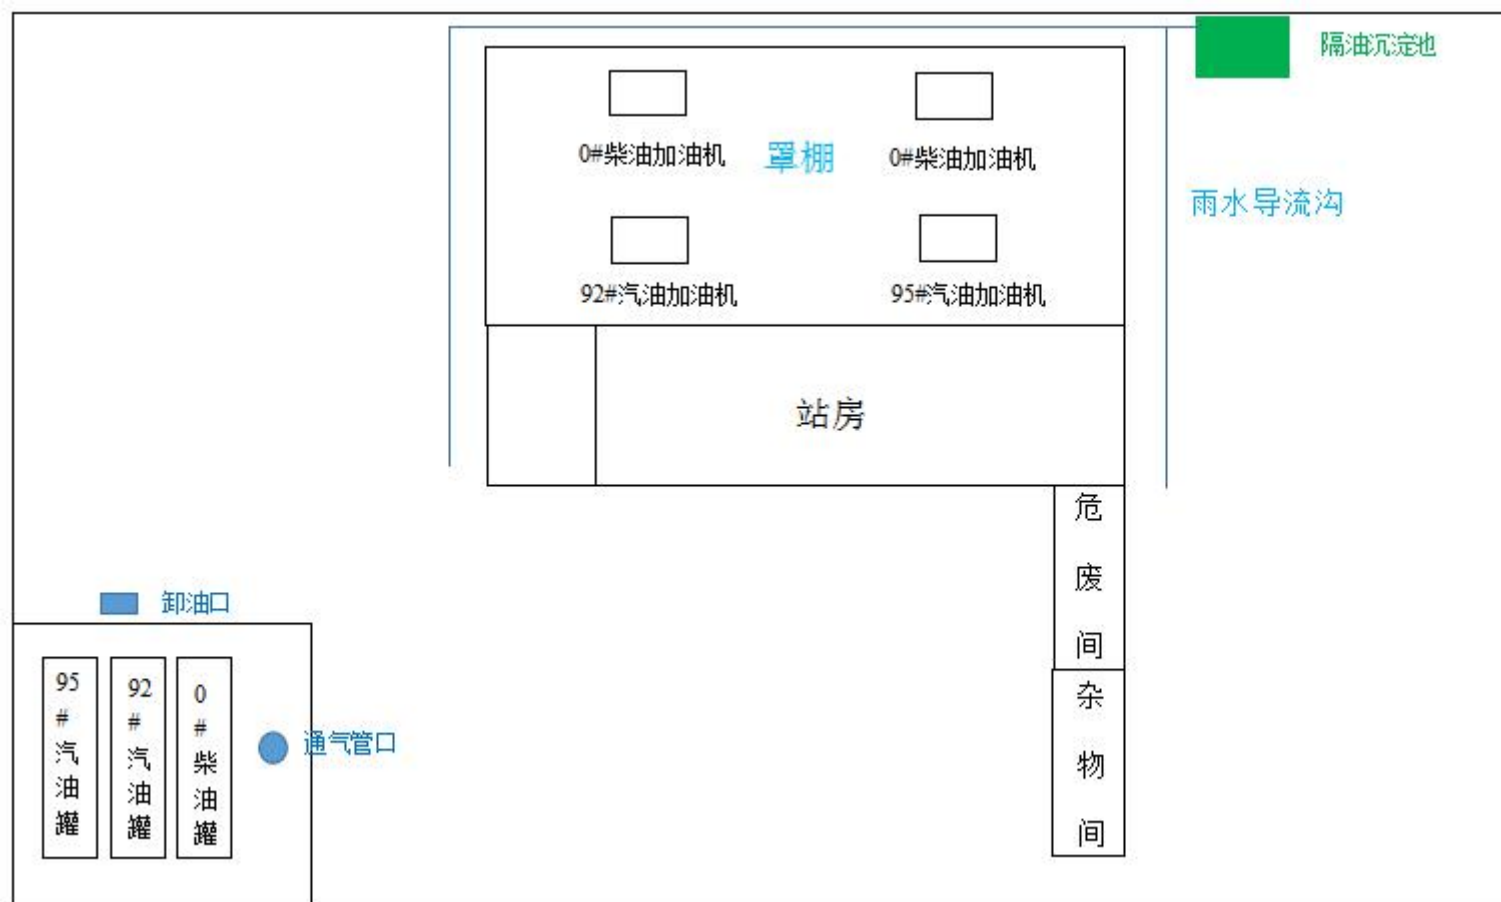 隔油沉淀也
0#柴油加油机
罩棚
0#柴油加油机
雨水导流沟
92#汽油加油机
95#汽油加油机
站房
危废间
卸油口
95#汽油罐
92#汽油罐
0#柴油罐
通气管口
杂物间